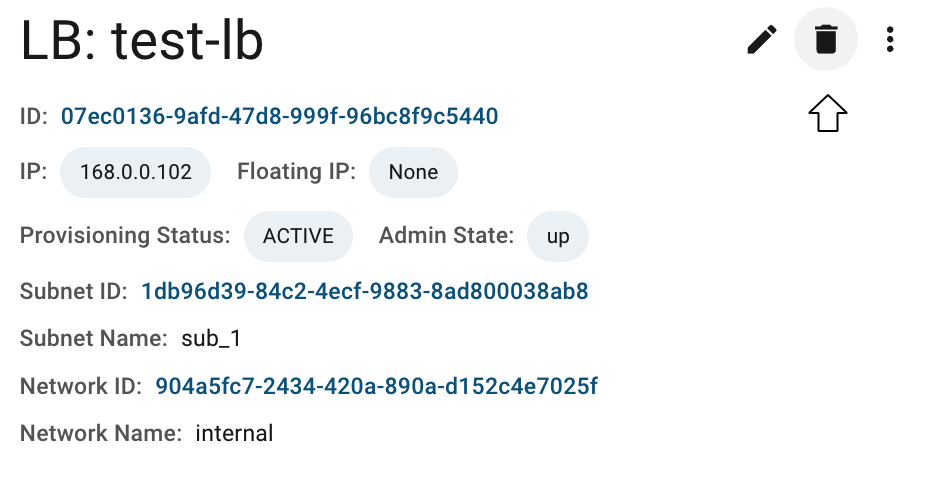 LB: test-lb
ID: 07ec0136-9afd-47d8-999f-96bc8f9c5440
IP: 168.0.0.102 Floating IP: None
Provisioning Status: ACTIVE Admin State: up
Subnet ID: 1db96d39-84c2-4ecf-9883-8ad800038ab8
Subnet Name: sub_1
Network ID: 904a5fc7-2434-420a-890a-d152c4e7025f
Network Name: internal